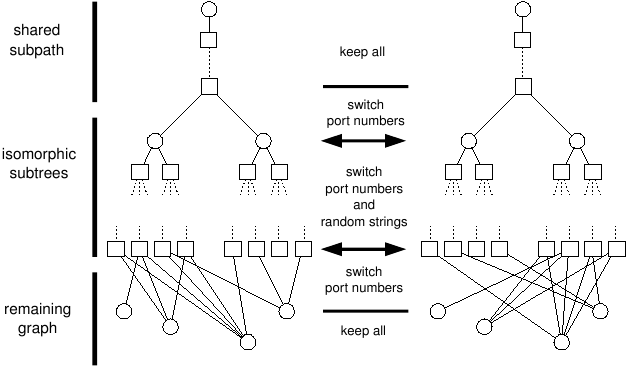 shared
subpath
keep all
switch
port numbers
isomorphic
subtrees
switch
port numbers
and
random strings
switch
port numbers
remaining
graph
keep all